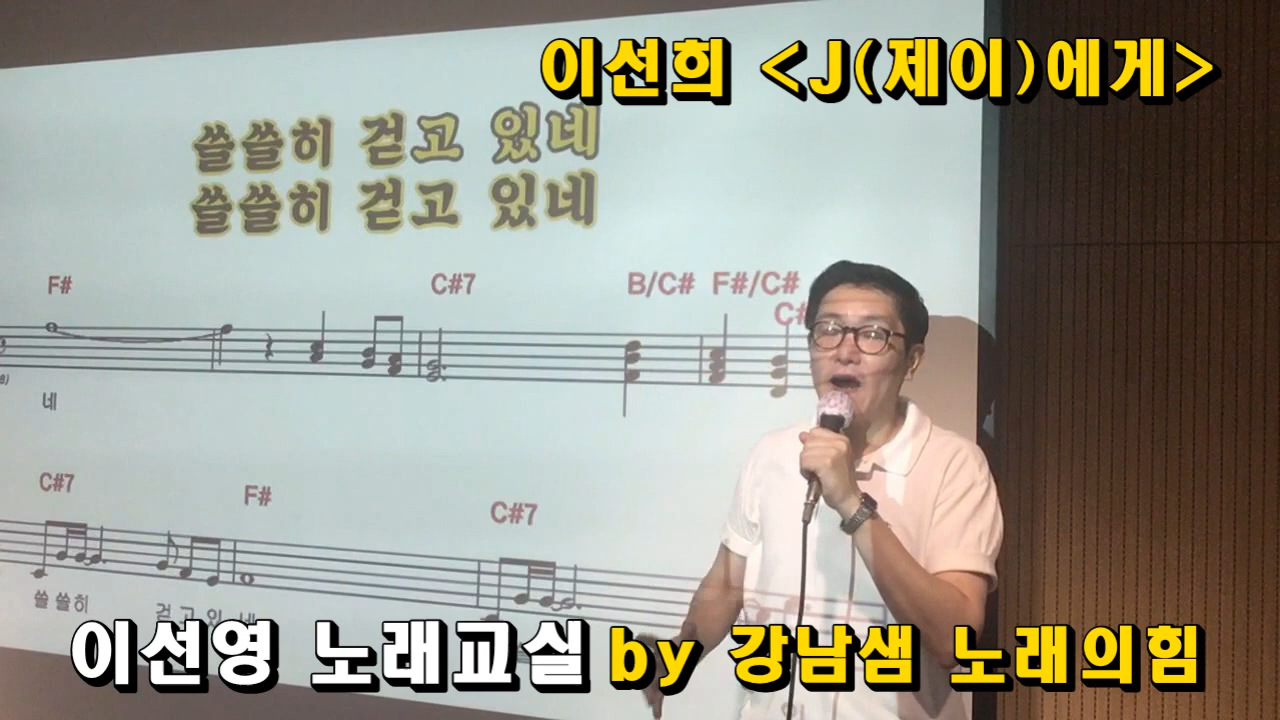 이선희 <J(제이)에게>
쓸쓸히 걷고 있네
쓸쓸히 걷고 있네
F# C#7 B/C# F#/C#
C#
네
C#7 F# C#7
쓸쓸히 걷고 있 네
이선영 노래교실 by 강남샘 노래의힘